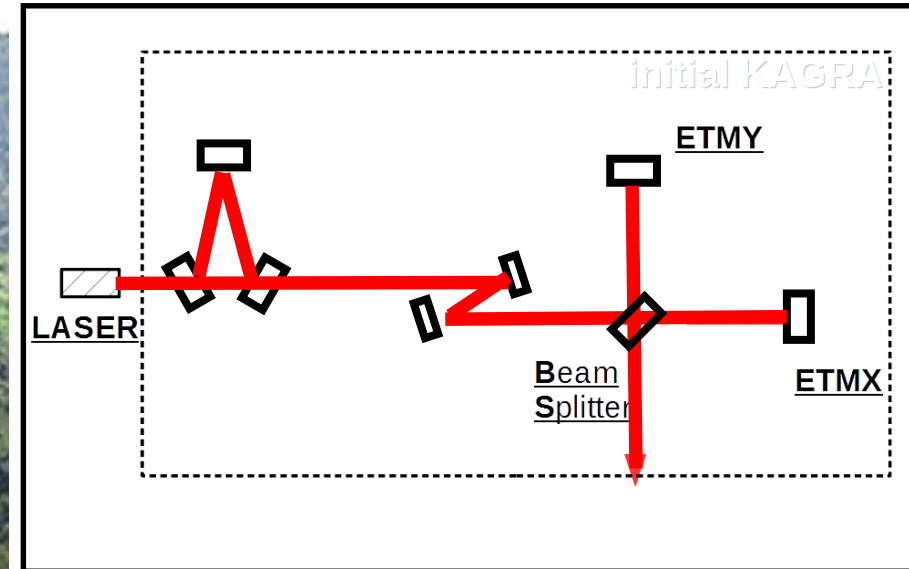 initial KAGRA
ETMY
LASER
Beam
Splitter
ETMX